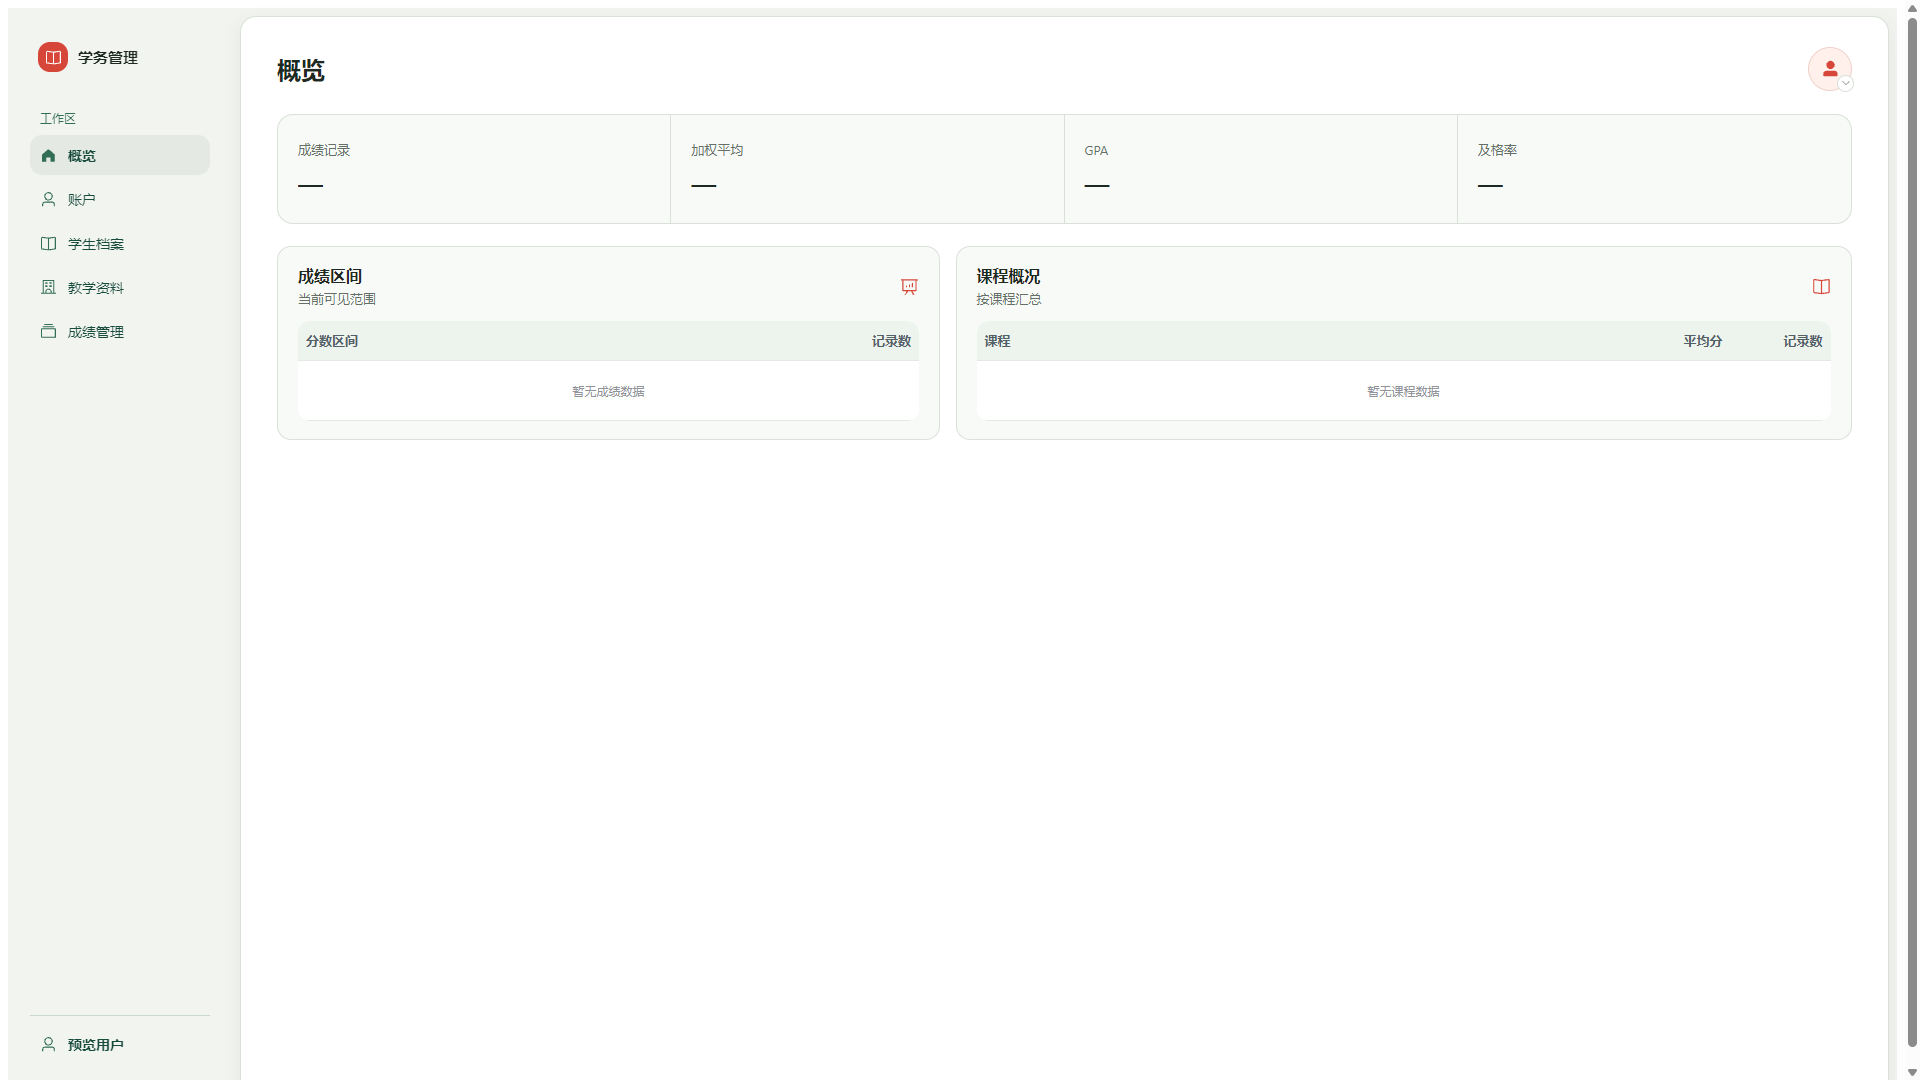 学务管理
工作区
概览
账户
学生档案
教学资料
成绩管理
预览用户
概览
成绩记录
—
加权平均
—
GPA
—
及格率
—
成绩区间
当前可见范围
分数区间 记录数
暂无成绩数据
课程概况
按课程汇总
课程 平均分 记录数
暂无课程数据